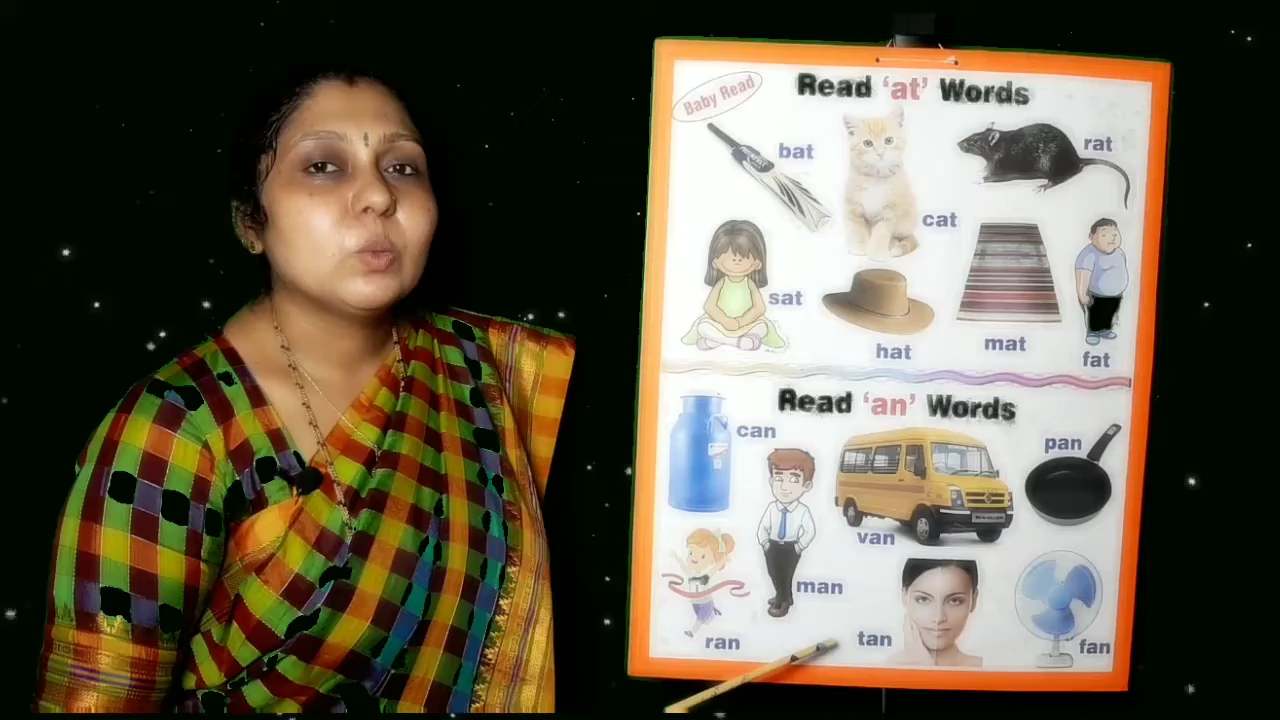 Baby Read
Read 'at' Words
bat
rat
cat
sat
hat
mat
fat
Read 'an' Words
can
pan
van
man
ran
tan
fan